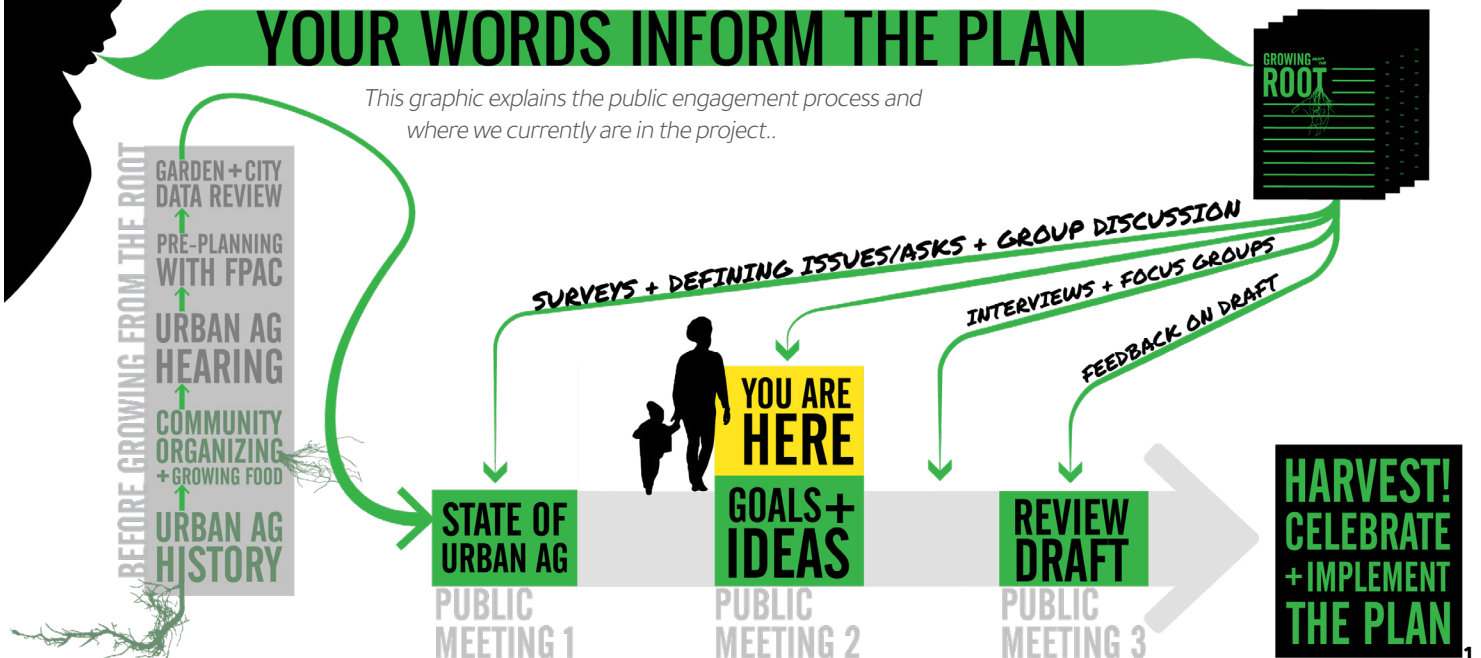 YOUR WORDS INFORM THE PLAN
This graphic explains the public engagement process and
where we currently are in the project..
GROWING FROM THE
ROOT
BEFORE GROWING FROM THE ROOT
GARDEN + CITY
DATA REVIEW
PRE-PLANNING
WITH FPAC
URBAN AG
HEARING
COMMUNITY
ORGANIZING
+ GROWING FOOD
URBAN AG
HISTORY
SURVEYS + DEFINING ISSUES/ASKS + GROUP DISCUSSION
INTERVIEWS + FOCUS GROUPS
FEEDBACK ON DRAFT
STATE OF
URBAN AG
PUBLIC
MEETING 1
YOU ARE
HERE
GOALS +
IDEAS
PUBLIC
MEETING 2
REVIEW
DRAFT
PUBLIC
MEETING 3
HARVEST!
CELEBRATE
+ IMPLEMENT
THE PLAN
1